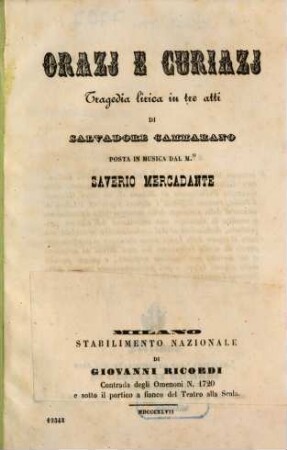 ORAZJ E CURIAZJ
Tragedia lirica in tre atti
DI
SALVADORE CAMMARANO
POSTA IN MUSICA DAL M.º
SAVERIO MERCADANTE
MILANO
STABILIMENTO NAZIONALE
DI
GIOVANNI RICORDI
Contrada degli Omenoni N. 1720
e sotto il portico a fianco del Teatro alla Scala.
MDCCCXLVII